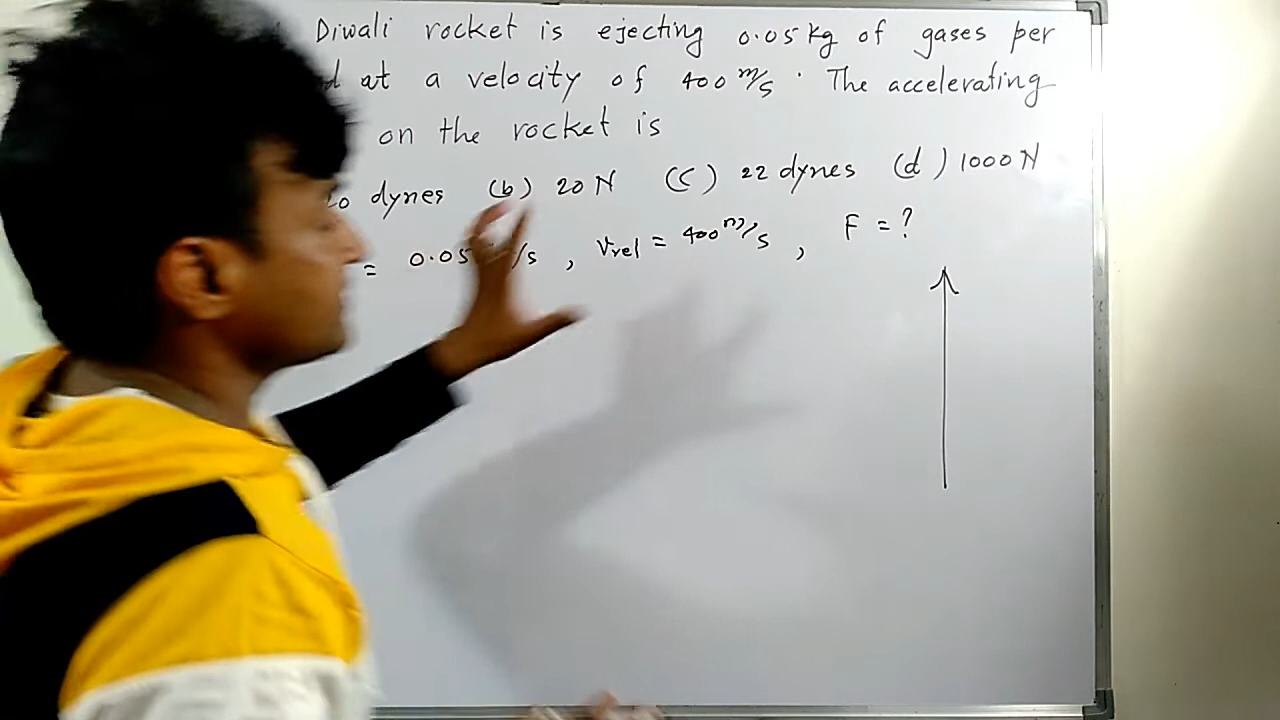 Diwali rocket is ejecting 0.05 kg of gases per
at a velocity of 400 m/s . The accelerating
on the rocket is
dynes (b) 20 N (c) 22 dynes (d) 1000 N
= 0.05 /s , Vrel = 400 m/s , F = ?